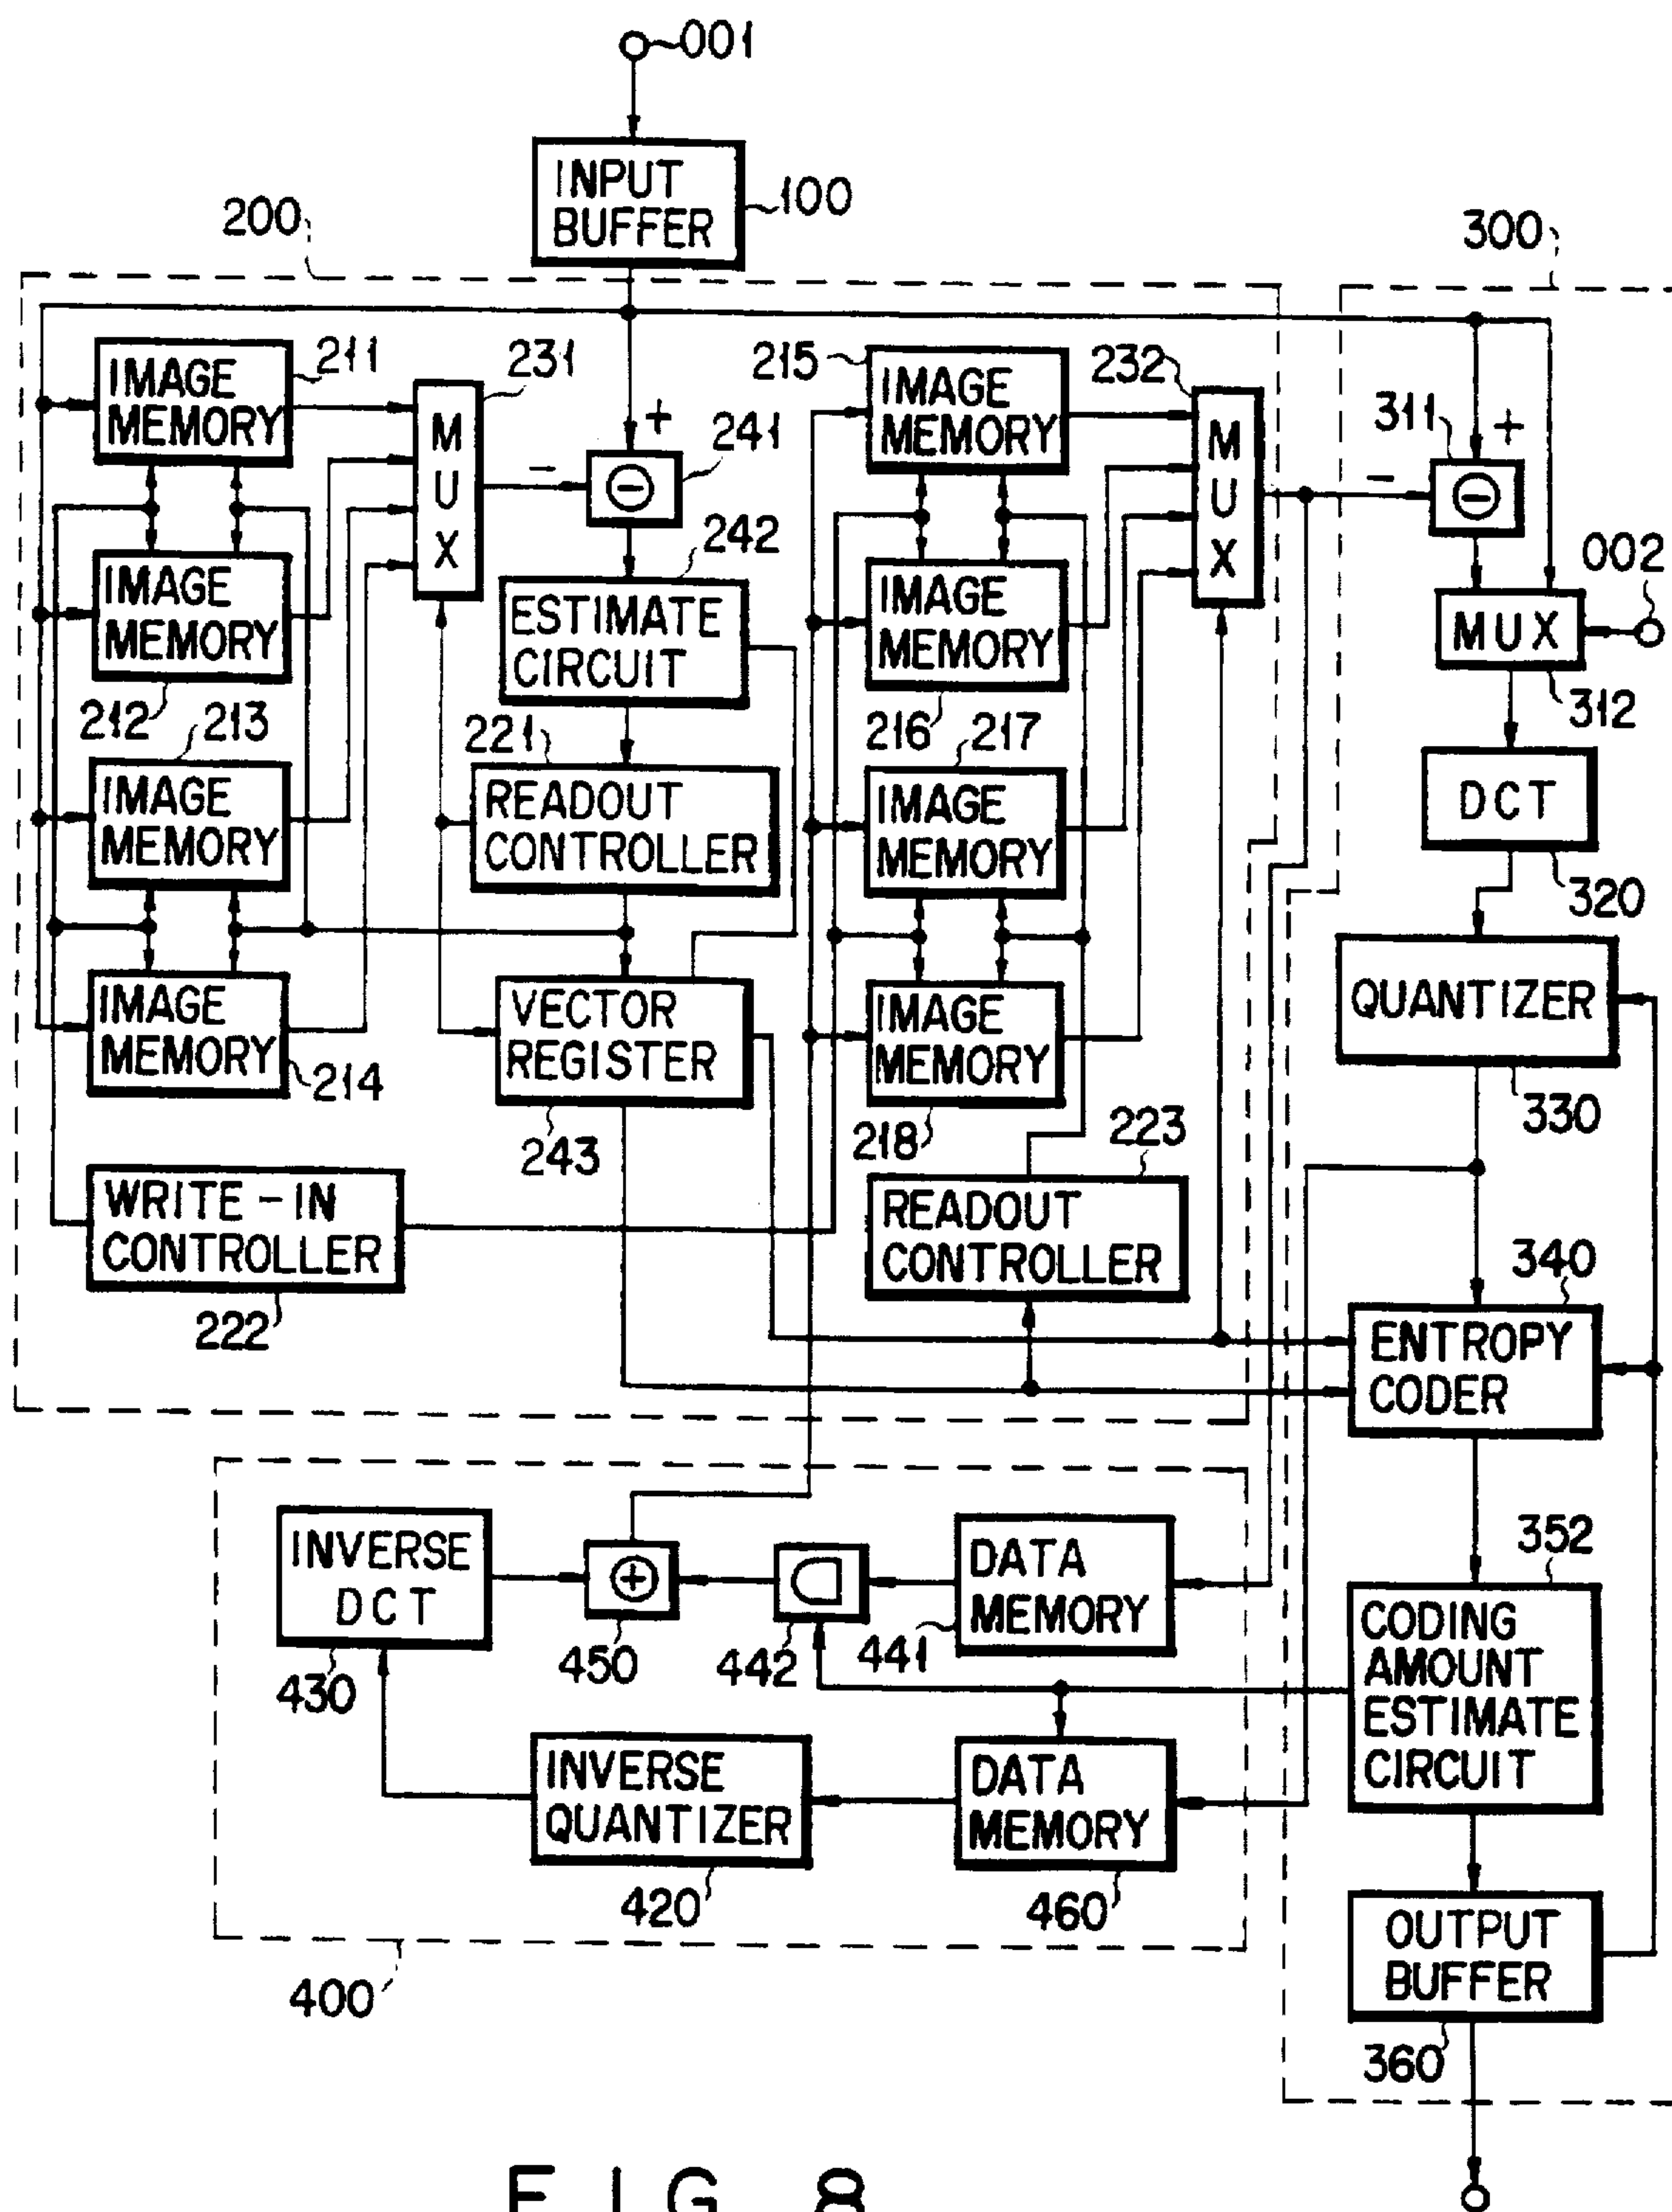 001
INPUT
BUFFER
100
200
300
IMAGE
MEMORY
211
231
M
U
X
-
+
241
215
IMAGE
MEMORY
232
M
U
X
311
+
-
002
IMAGE
MEMORY
212
242
ESTIMATE
CIRCUIT
IMAGE
MEMORY
216
MUX
312
213
IMAGE
MEMORY
221
READOUT
CONTROLLER
217
IMAGE
MEMORY
DCT
320
IMAGE
MEMORY
214
VECTOR
REGISTER
243
IMAGE
MEMORY
218
QUANTIZER
330
WRITE-IN
CONTROLLER
222
223
READOUT
CONTROLLER
340
ENTROPY
CODER
INVERSE
DCT
430
450
442
441
DATA
MEMORY
352
CODING
AMOUNT
ESTIMATE
CIRCUIT
INVERSE
QUANTIZER
420
DATA
MEMORY
460
400
OUTPUT
BUFFER
360
FIG. 8